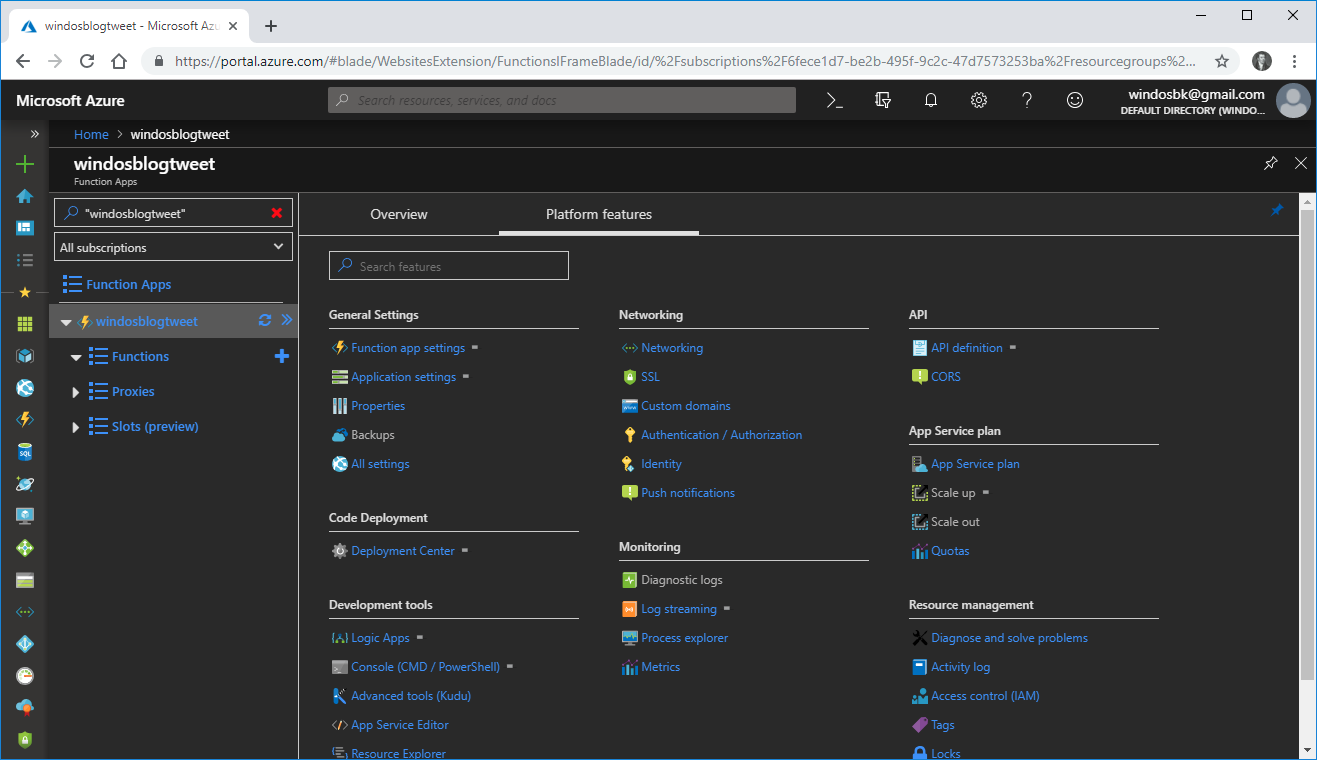 windosblogtweet - Microsoft Azu
https://portal.azure.com/#blade/WebsitesExtension/FunctionsIFrameBlade/id/%2Fsubscriptions%2F6fece1d7-be2b-495f-9c2c-47d7573253ba%2Fresourcegroups%2...
Microsoft Azure
Search resources, services, and docs
windosbk@gmail.com
DEFAULT DIRECTORY (WINDO...
Home > windosblogtweet
windosblogtweet
Function Apps
"windosblogtweet"
All subscriptions
Function Apps
windosblogtweet
Functions
Proxies
Slots (preview)
Overview
Platform features
Search features
General Settings
Function app settings
Application settings
Properties
Backups
All settings
Code Deployment
Deployment Center
Development tools
Logic Apps
Console (CMD / PowerShell)
Advanced tools (Kudu)
App Service Editor
Resource Explorer
Networking
Networking
SSL
Custom domains
Authentication / Authorization
Identity
Push notifications
Monitoring
Diagnostic logs
Log streaming
Process explorer
Metrics
API
API definition
CORS
App Service plan
App Service plan
Scale up
Scale out
Quotas
Resource management
Diagnose and solve problems
Activity log
Access control (IAM)
Tags
Locks